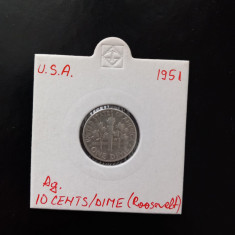 U.S.A. 1951
Ag.
10 CENTS/DIME (Roosvelt)